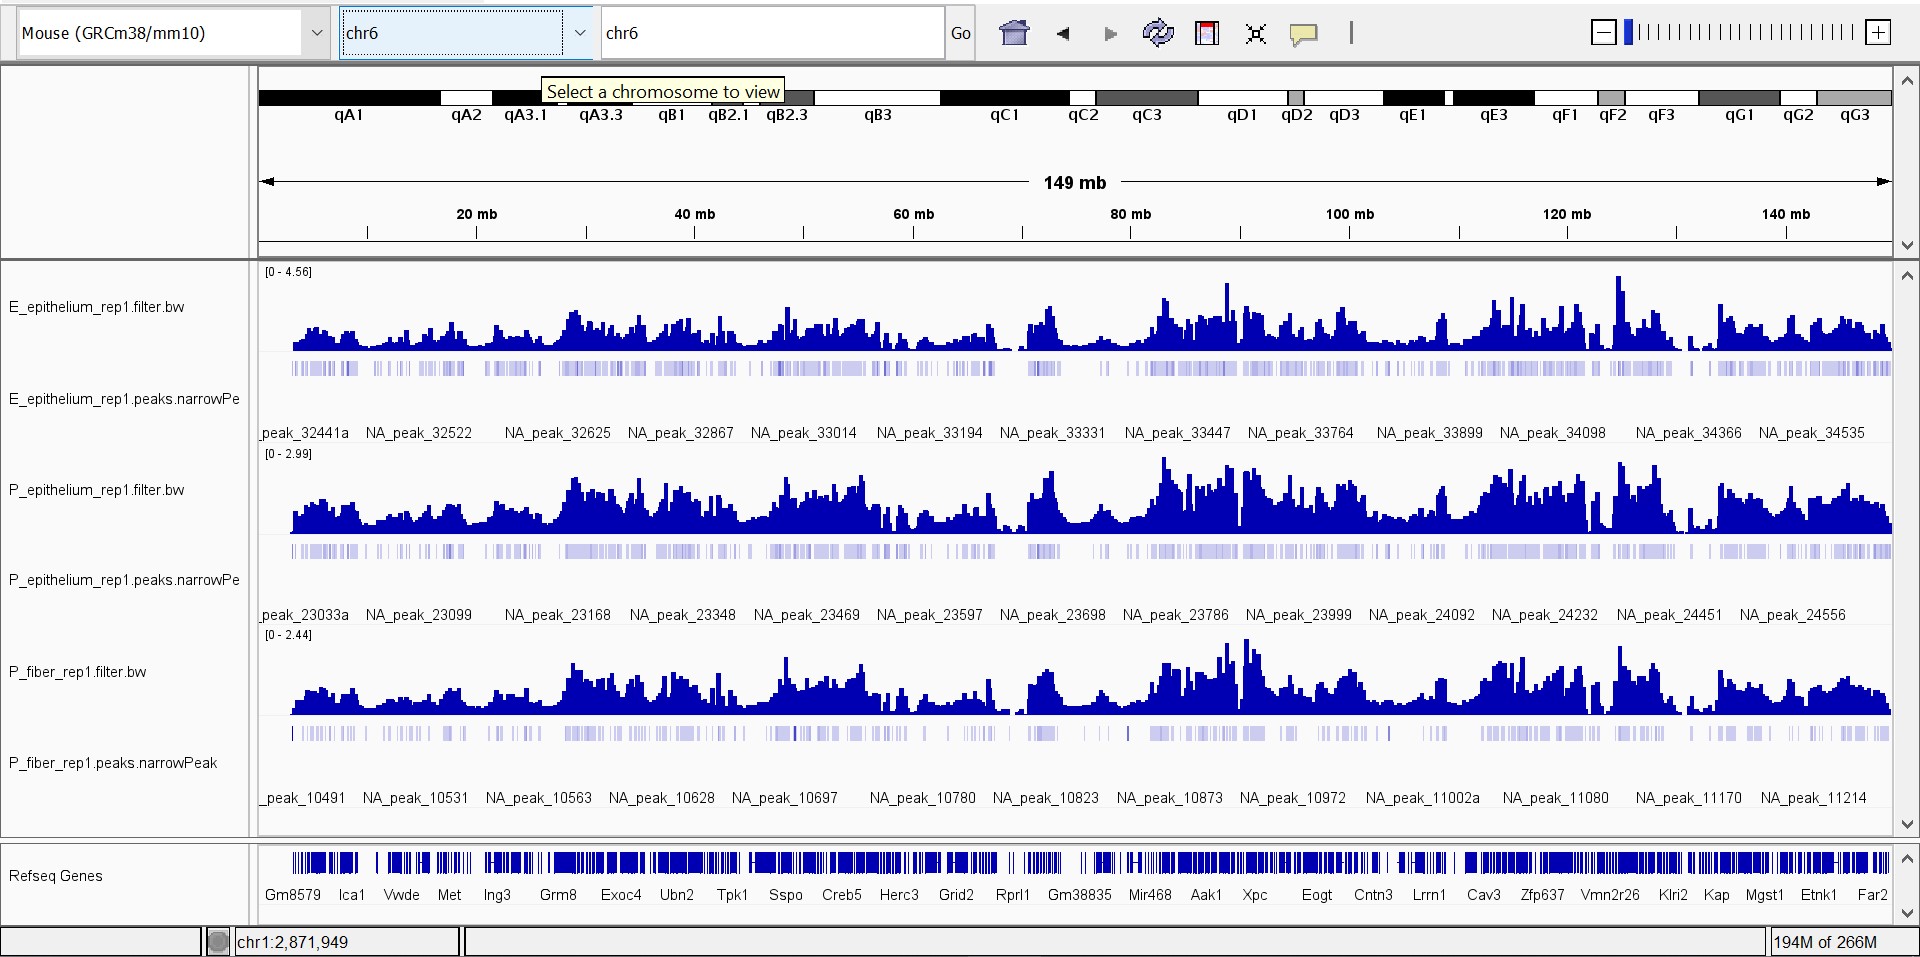 Mouse (GRCm38/mm10) chr6 chr6 Go
Select a chromosome to view
qA1 qA2 qA3.1 qA3.3 qB1 qB2.1 qB2.3 qB3 qC1 qC2 qC3 qD1 qD2 qD3 qE1 qE3 qF1 qF2 qF3 qG1 qG2 qG3
149 mb
20 mb 40 mb 60 mb 80 mb 100 mb 120 mb 140 mb
[0 - 4.56]
E_epithelium_rep1.filter.bw
E_epithelium_rep1.peaks.narrowPe
_peak_32441a NA_peak_32522 NA_peak_32625 NA_peak_32867 NA_peak_33014 NA_peak_33194 NA_peak_33331 NA_peak_33447 NA_peak_33764 NA_peak_33899 NA_peak_34098 NA_peak_34366 NA_peak_34535
[0 - 2.99]
P_epithelium_rep1.filter.bw
P_epithelium_rep1.peaks.narrowPe
_peak_23033a NA_peak_23099 NA_peak_23168 NA_peak_23348 NA_peak_23469 NA_peak_23597 NA_peak_23698 NA_peak_23786 NA_peak_23999 NA_peak_24092 NA_peak_24232 NA_peak_24451 NA_peak_24556
[0 - 2.44]
P_fiber_rep1.filter.bw
P_fiber_rep1.peaks.narrowPeak
_peak_10491 NA_peak_10531 NA_peak_10563 NA_peak_10628 NA_peak_10697 NA_peak_10780 NA_peak_10823 NA_peak_10873 NA_peak_10972 NA_peak_11002a NA_peak_11080 NA_peak_11170 NA_peak_11214
Refseq Genes
Gm8579 Ica1 Vwde Met Ing3 Grm8 Exoc4 Ubn2 Tpk1 Sspo Creb5 Herc3 Grid2 Rprl1 Gm38835 Mir468 Aak1 Xpc Eogt Cntn3 Lrrn1 Cav3 Zfp637 Vmn2r26 Klri2 Kap Mgst1 Etnk1 Far2
chr1:2,871,949 194M of 266M